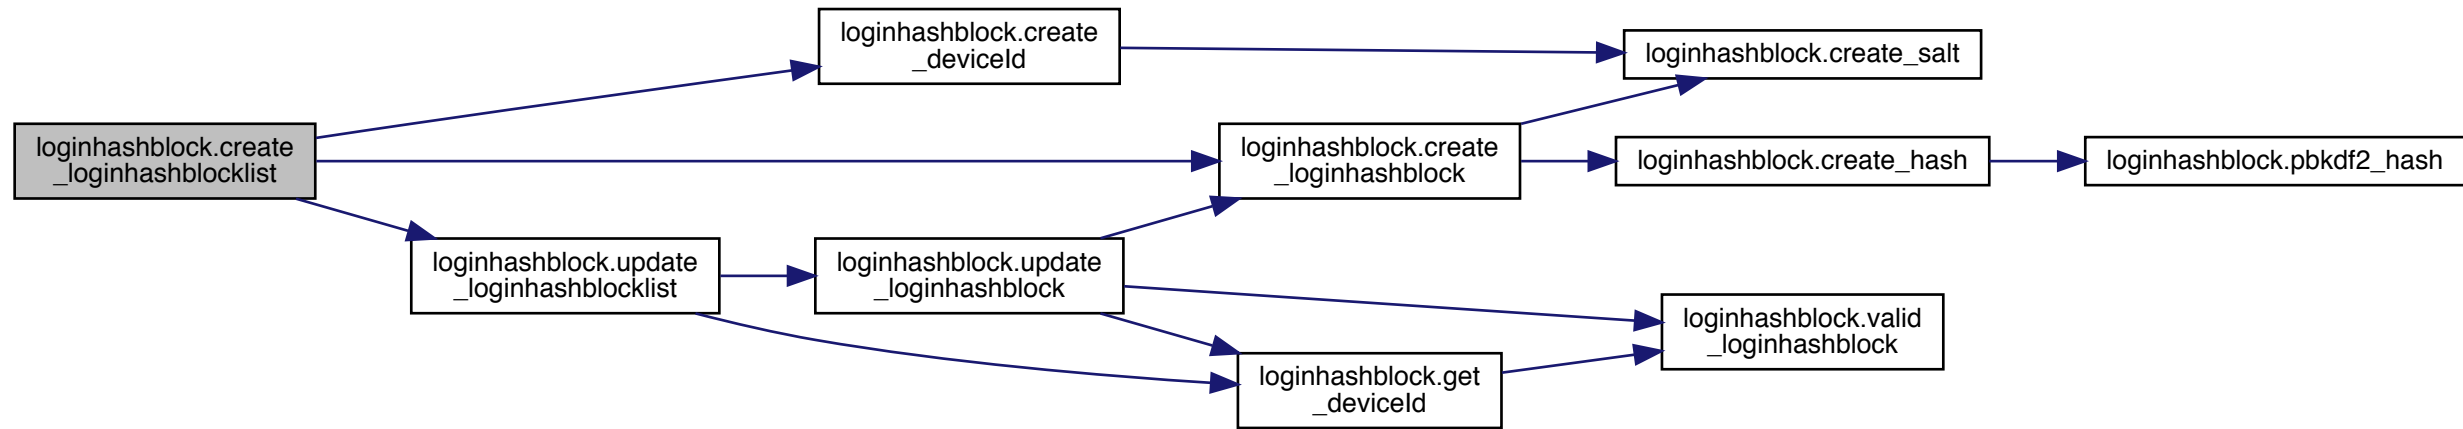 loginhashblock.create
_loginhashblocklist
loginhashblock.create
_deviceId
loginhashblock.create
_loginhashblock
loginhashblock.update
_loginhashblocklist
loginhashblock.update
_loginhashblock
loginhashblock.get
_deviceId
loginhashblock.create_salt
loginhashblock.create_hash
loginhashblock.valid
_loginhashblock
loginhashblock.pbkdf2_hash